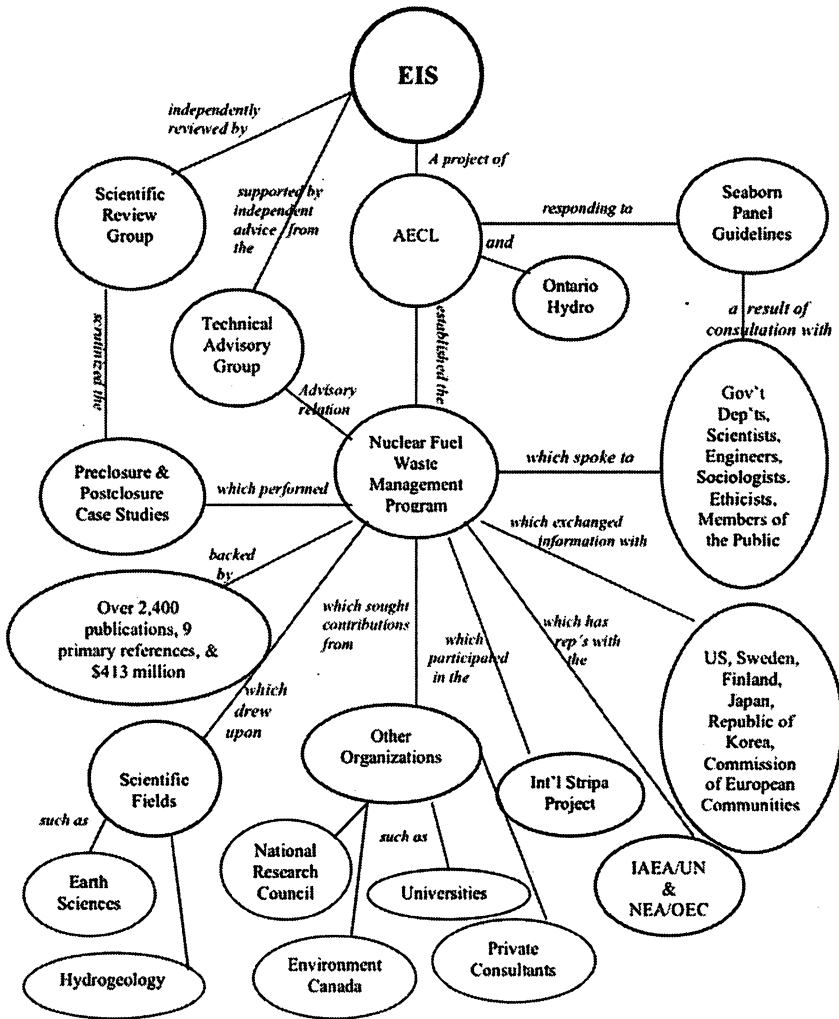 EIS
independently
reviewed by
A project of
Scientific
Review
Group
supported by
independent
advice from
the
AECL
responding to
Seaborn
Panel
Guidelines
and
Ontario
Hydro
scrutinized the
Technical
Advisory
Group
established the
a result of
consultation with
Advisory
relation
Gov't
Dep'ts,
Scientists,
Engineers,
Sociologists.
Ethicists,
Members of
the Public
Nuclear Fuel
Waste
Management
Program
which spoke to
Preclosure &
Postclosure
Case Studies
which performed
which exchanged
information with
backed
by
Over 2,400
publications, 9
primary references, &
$413 million
which sought
contributions
from
which
participated
in the
which has
rep's with
the
US, Sweden,
Finland,
Japan,
Republic of
Korea,
Commission
of European
Communities
which
drew
upon
Scientific
Fields
Other
Organizations
Int'l Stripa
Project
such as
Earth
Sciences
Hydrogeology
such as
National
Research
Council
Universities
Environment
Canada
Private
Consultants
IAEA/UN
&
NEA/OEC